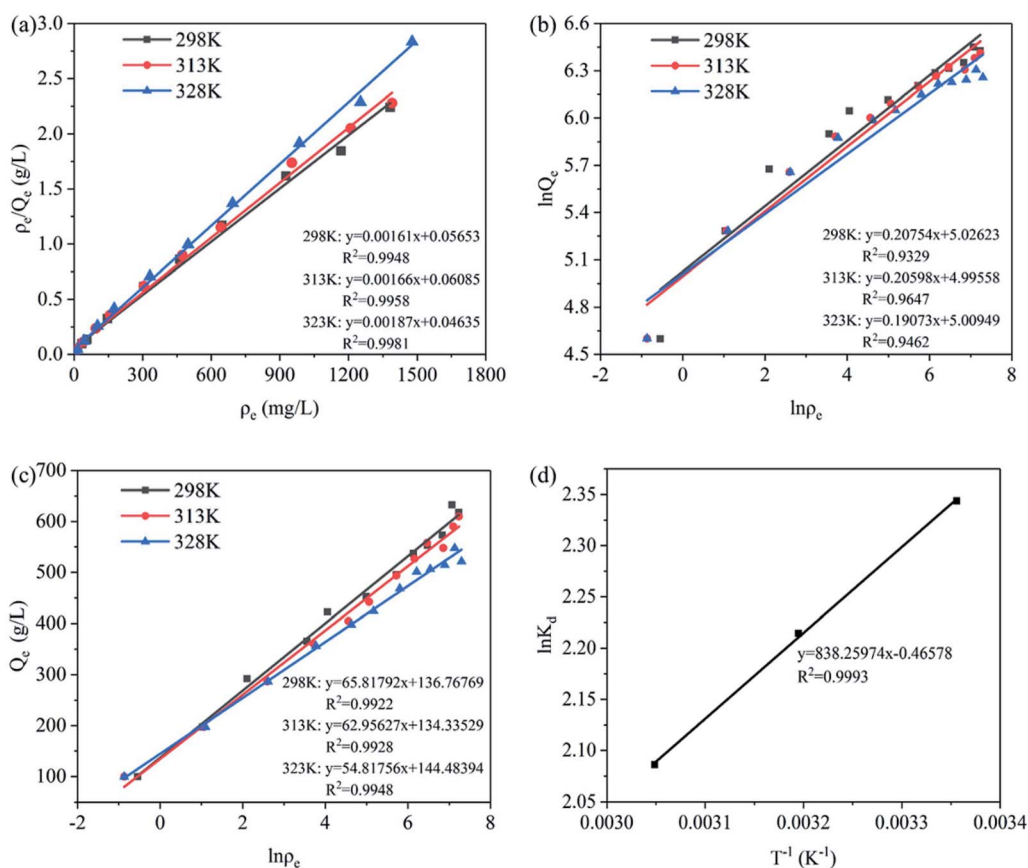 (a)
3.0
2.5
2.0
1.5
1.0
0.5
0.0
ρe/Qe (g/L)
298K
313K
328K
298K: y=0.00161x+0.05653
R²=0.9948
313K: y=0.00166x+0.06085
R²=0.9958
323K: y=0.00187x+0.04635
R²=0.9981
0 300 600 900 1200 1500 1800
ρe (mg/L)
(b)
6.6
6.3
6.0
5.7
5.4
5.1
4.8
4.5
lnQe
298K
313K
328K
298K: y=0.20754x+5.02623
R²=0.9329
313K: y=0.20598x+4.99558
R²=0.9647
323K: y=0.19073x+5.00949
R²=0.9462
-2 0 2 4 6 8
lnρe
(c)
700
600
500
400
300
200
100
Qe (g/L)
298K
313K
328K
298K: y=65.81792x+136.76769
R²=0.9922
313K: y=62.95627x+134.33529
R²=0.9928
323K: y=54.81756x+144.48394
R²=0.9948
-2 0 2 4 6 8
lnρe
(d)
2.35
2.30
2.25
2.20
2.15
2.10
2.05
lnKd
y=838.25974x-0.46578
R²=0.9993
0.0030 0.0031 0.0032 0.0033 0.0034
T⁻¹ (K⁻¹)